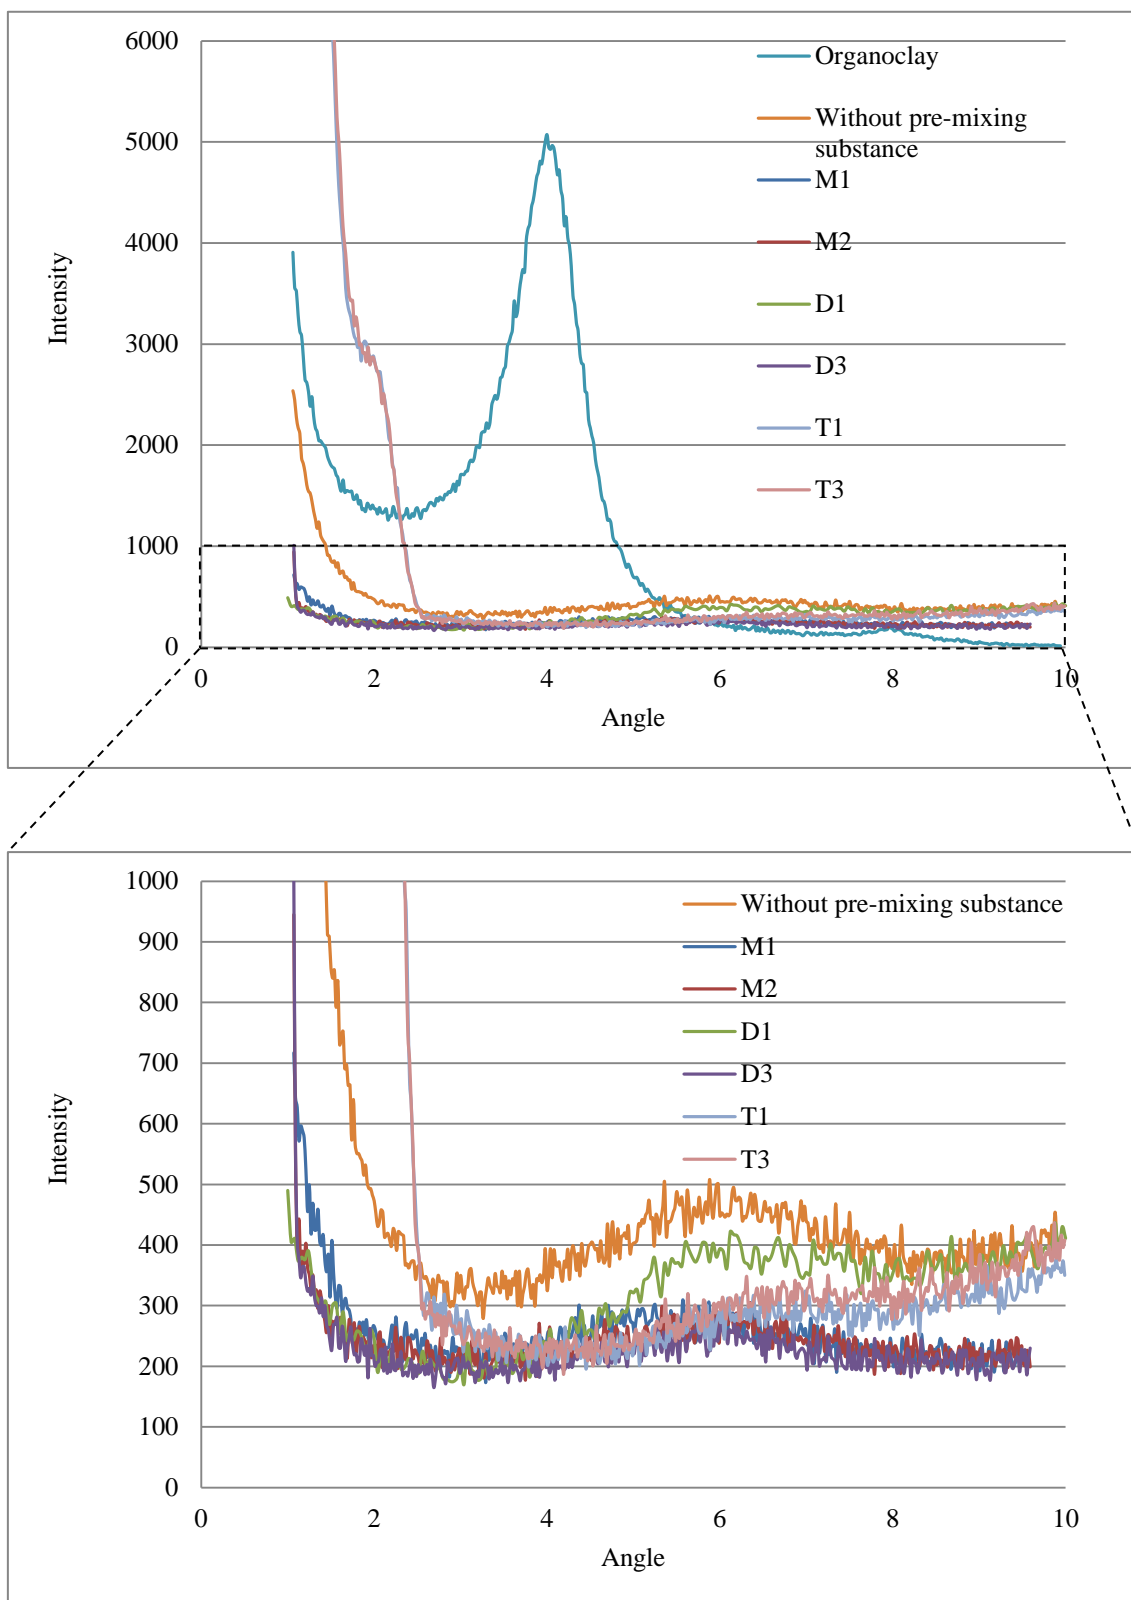 6000
5000
4000
3000
2000
1000
0
Intensity
Organoclay
Without pre-mixing
substance
M1
M2
D1
D3
T1
T3
0 2 4 6 8 10
Angle
1000
900
800
700
600
500
400
300
200
100
0
Intensity
Without pre-mixing substance
M1
M2
D1
D3
T1
T3
0 2 4 6 8 10
Angle